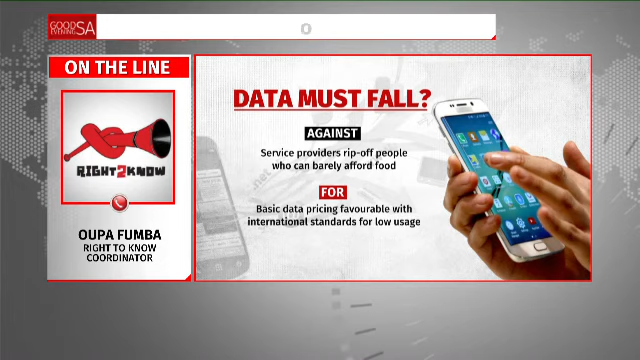 GOOD
EVENING SA
O
ON THE LINE
RIGHT2KNOW
OUPA FUMBA
RIGHT TO KNOW
COORDINATOR
DATA MUST FALL?
AGAINST
Service providers rip-off people
who can barely afford food
FOR
Basic data pricing favourable with
international standards for low usage